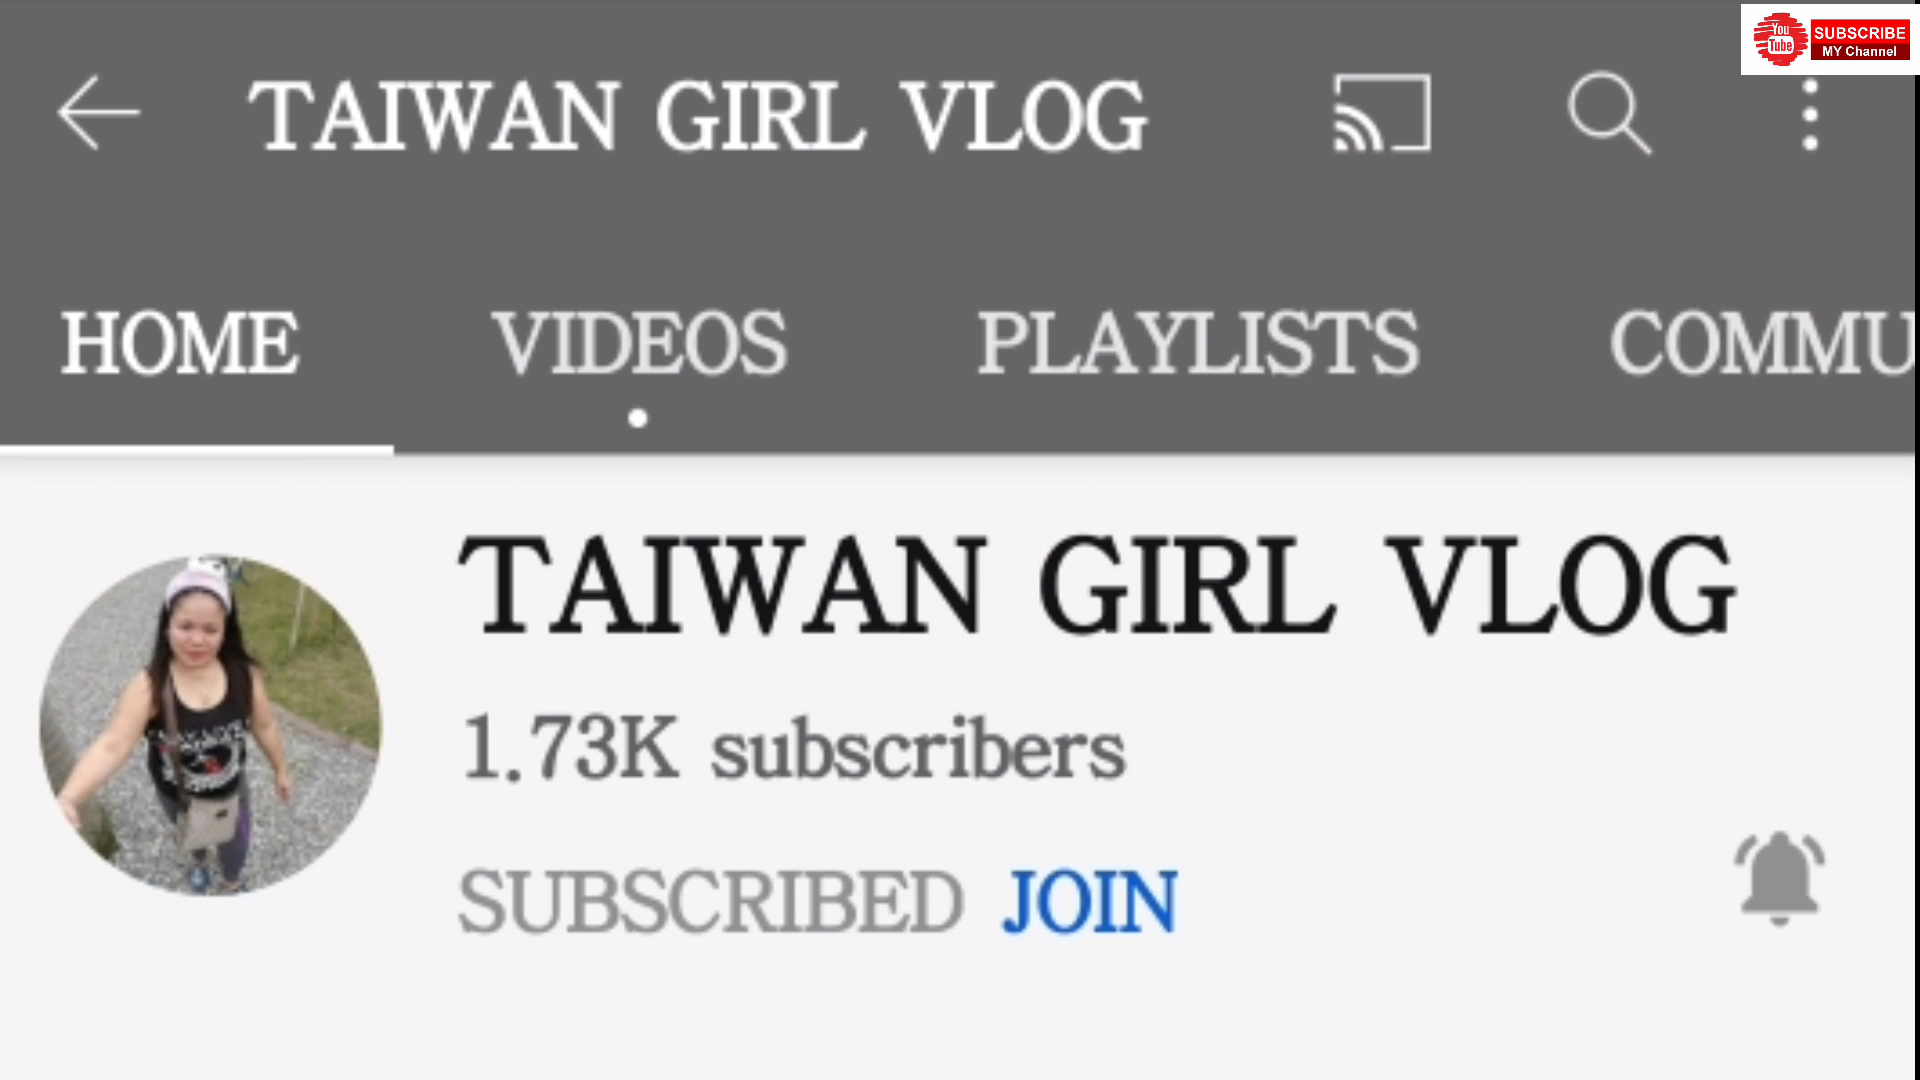 You
Tube
SUBSCRIBE
MY Channel
TAIWAN GIRL VLOG
HOME VIDEOS PLAYLISTS COMMU
TAIWAN GIRL VLOG
1.73K subscribers
SUBSCRIBED JOIN